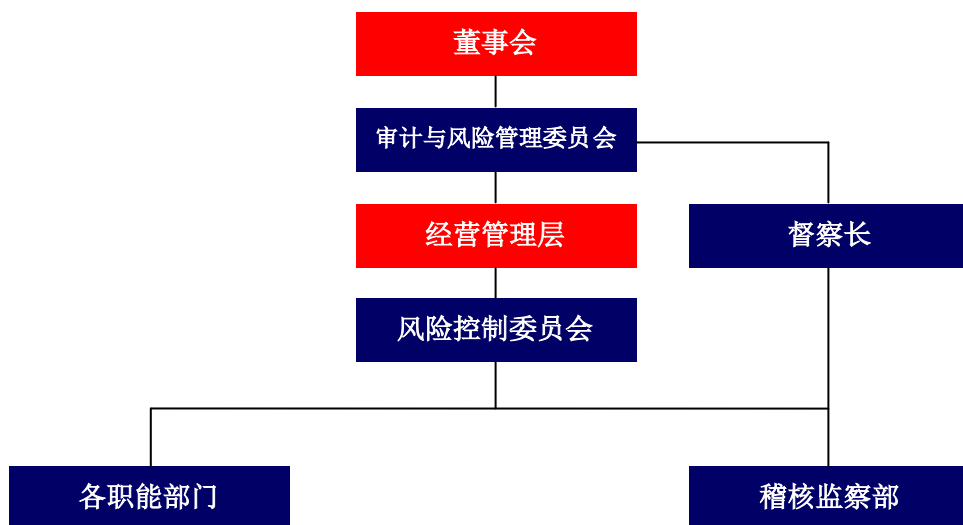 董事会
审计与风险管理委员会
经营管理层
督察长
风险控制委员会
各职能部门
稽核监察部